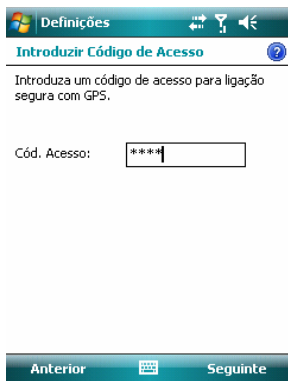 Definições
Introduzir Código de Acesso
Introduza um código de acesso para ligação
segura com GPS.
Cód. Acesso: ****
Anterior Seguinte